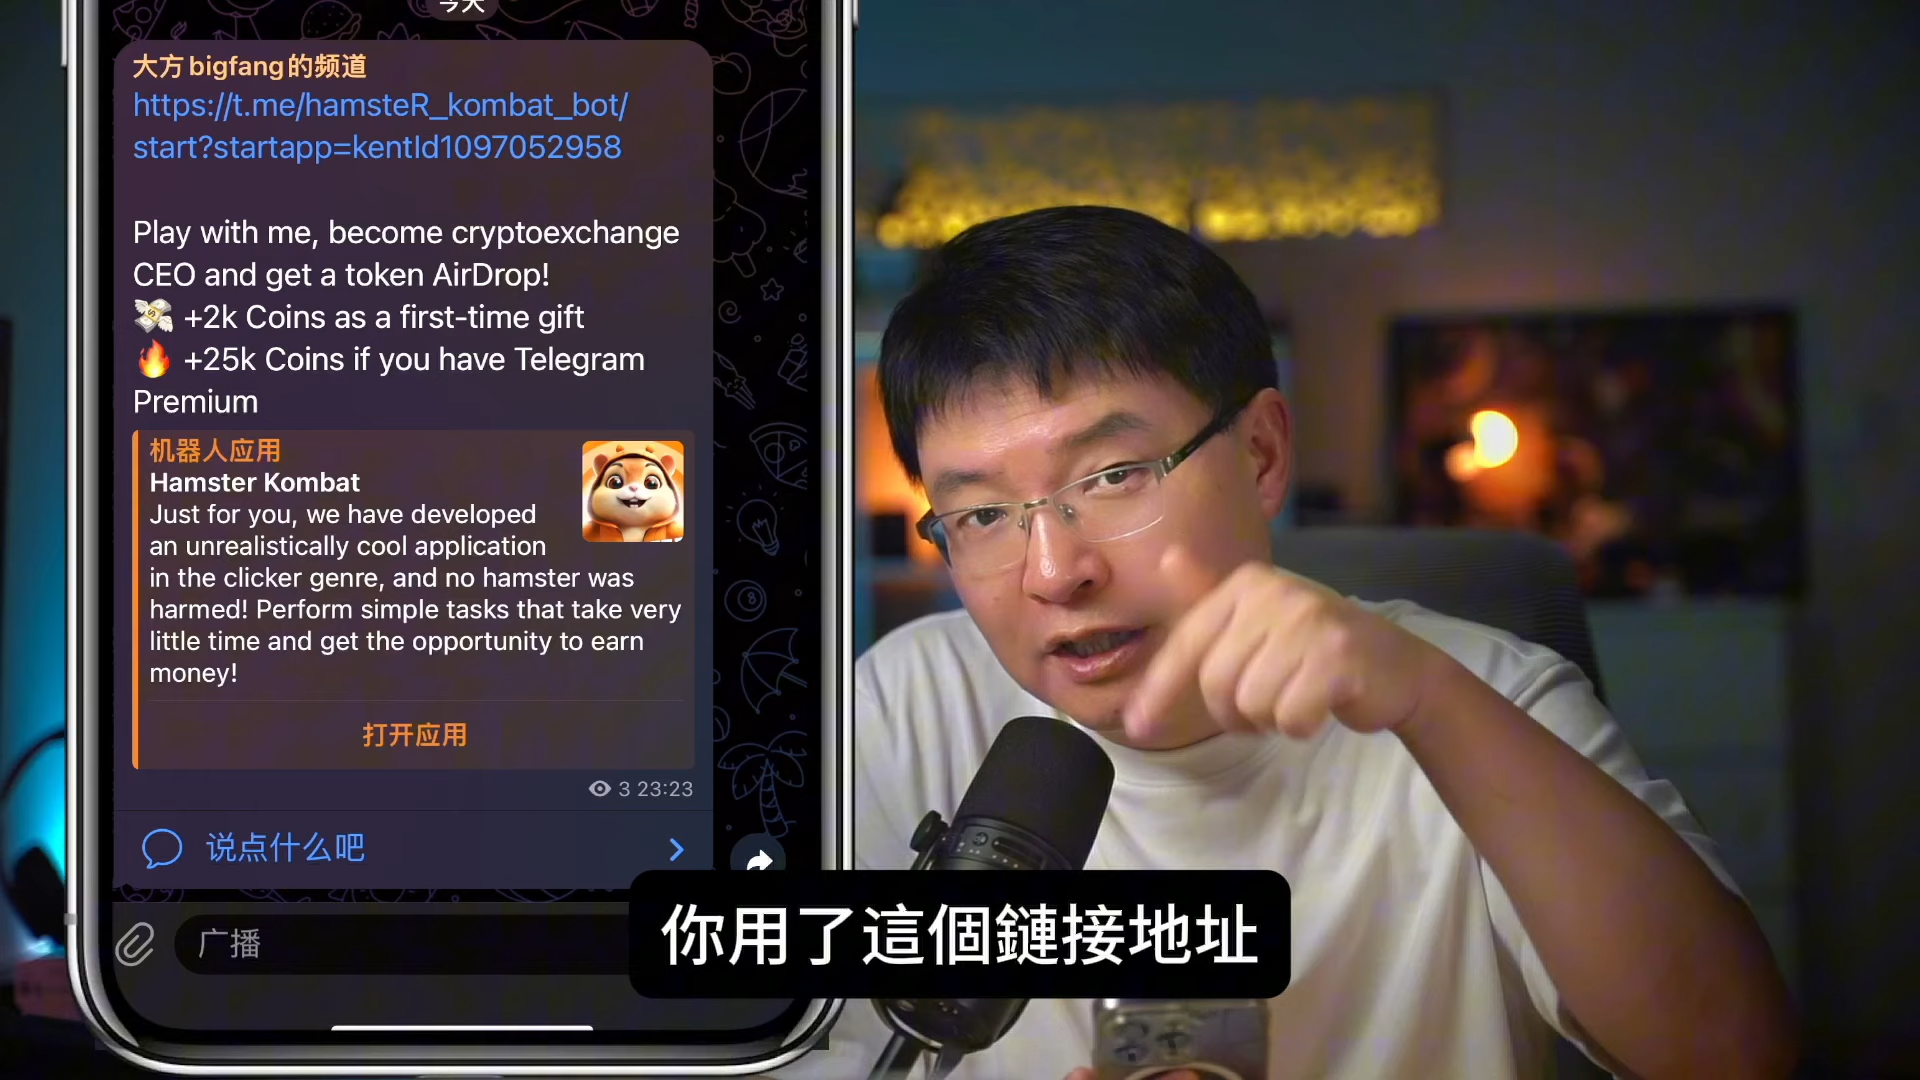 今天
大方bigfang的频道
https://t.me/hamsteR_kombat_bot/
start?startapp=kentId1097052958
Play with me, become cryptoexchange
CEO and get a token AirDrop!
💸 +2k Coins as a first-time gift
🔥 +25k Coins if you have Telegram
Premium
机器人应用
Hamster Kombat
Just for you, we have developed
an unrealistically cool application
in the clicker genre, and no hamster was
harmed! Perform simple tasks that take very
little time and get the opportunity to earn
money!
打开应用
3 23:23
说点什么吧
广播
你用了這個鏈接地址